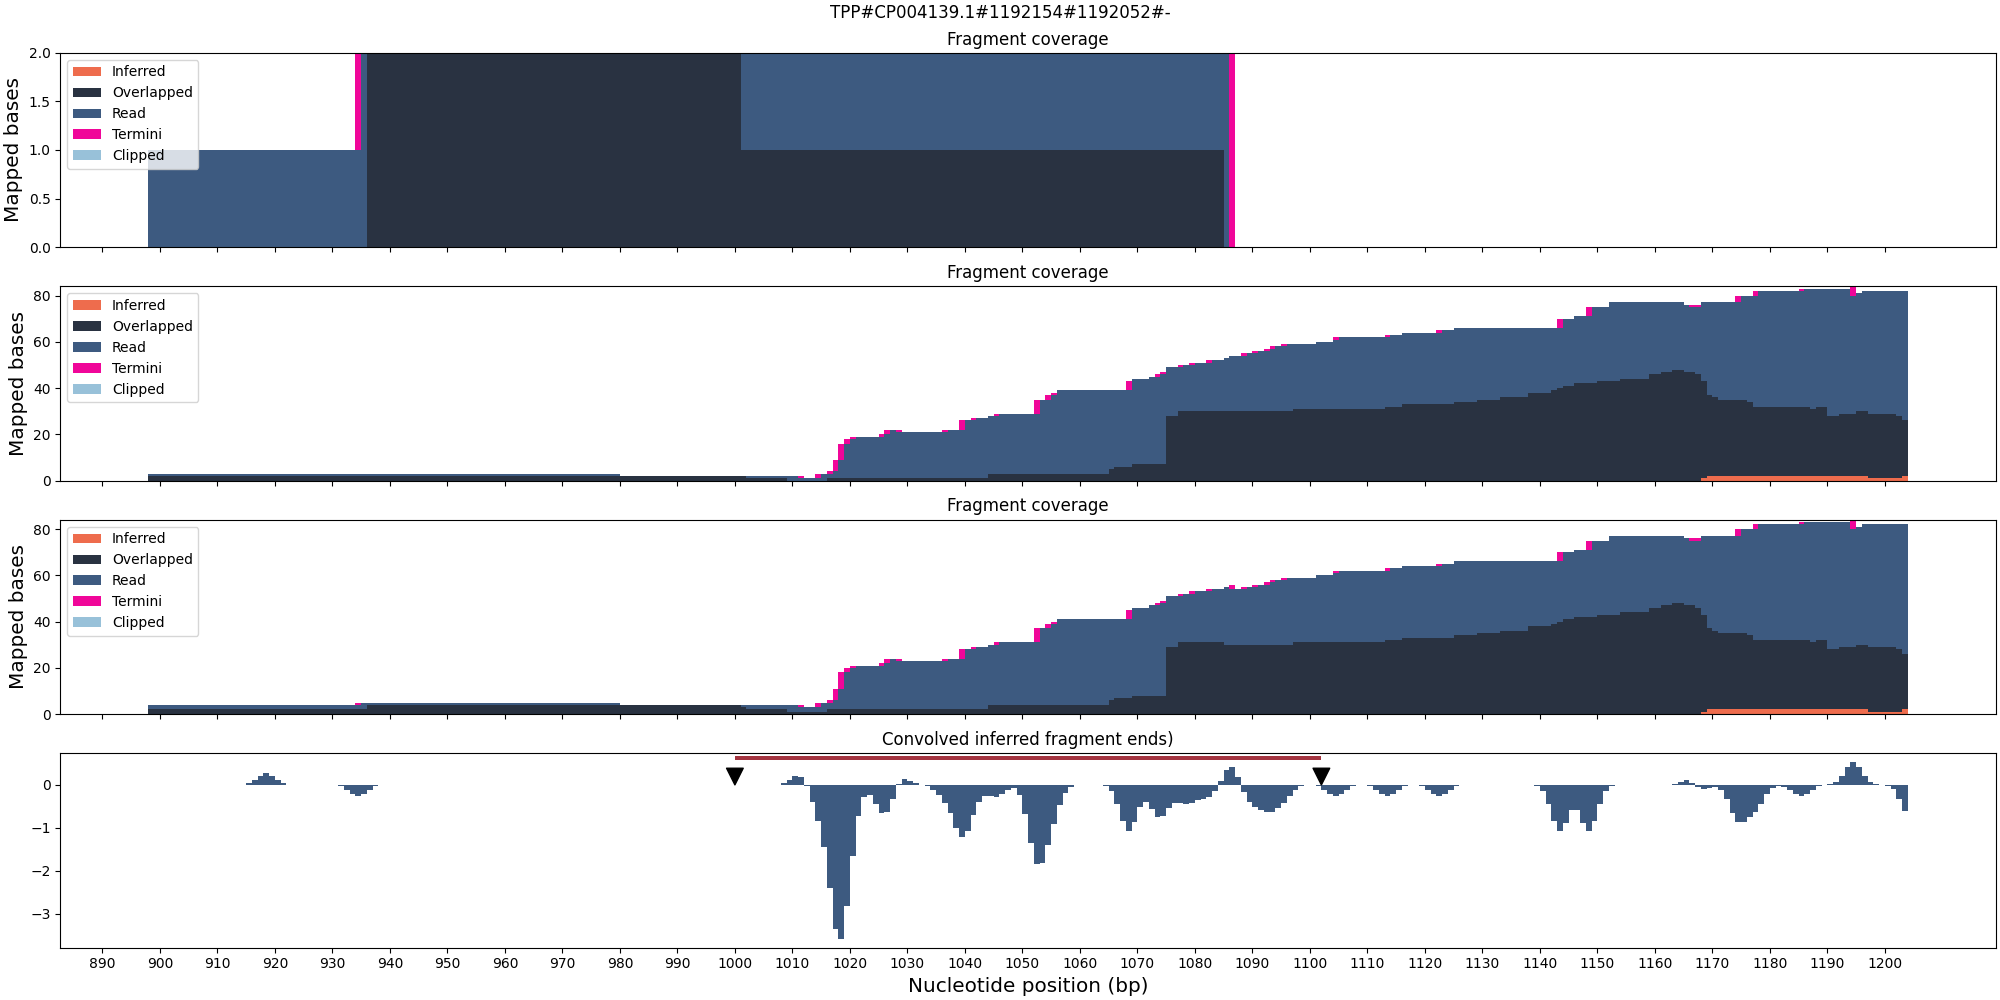 TPP#CP004139.1#1192154#1192052#-
Fragment coverage
Mapped bases
2.0
1.5
1.0
0.5
0.0
Inferred
Overlapped
Read
Termini
Clipped
Fragment coverage
Mapped bases
80
60
40
20
0
Inferred
Overlapped
Read
Termini
Clipped
Fragment coverage
Mapped bases
80
60
40
20
0
Inferred
Overlapped
Read
Termini
Clipped
Convolved inferred fragment ends)
0
−1
−2
−3
890 900 910 920 930 940 950 960 970 980 990 1000 1010 1020 1030 1040 1050 1060 1070 1080 1090 1100 1110 1120 1130 1140 1150 1160 1170 1180 1190 1200
Nucleotide position (bp)